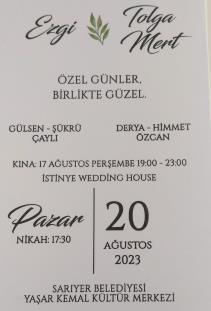 Ezgi Tolga Mert
ÖZEL GÜNLER,
BİRLİKTE GÜZEL.
GÜLSEN - ŞÜKRÜ DERYA - HİMMET
ÇAYLI ÖZCAN
KINA: 17 AĞUSTOS PERŞEMBE 19:00 - 23:00
İSTİNYE WEDDING HOUSE
Pazar
NİKAH: 17:30
20
AĞUSTOS
2023
SARIYER BELEDİYESİ
YAŞAR KEMAL KÜLTÜR MERKEZİ